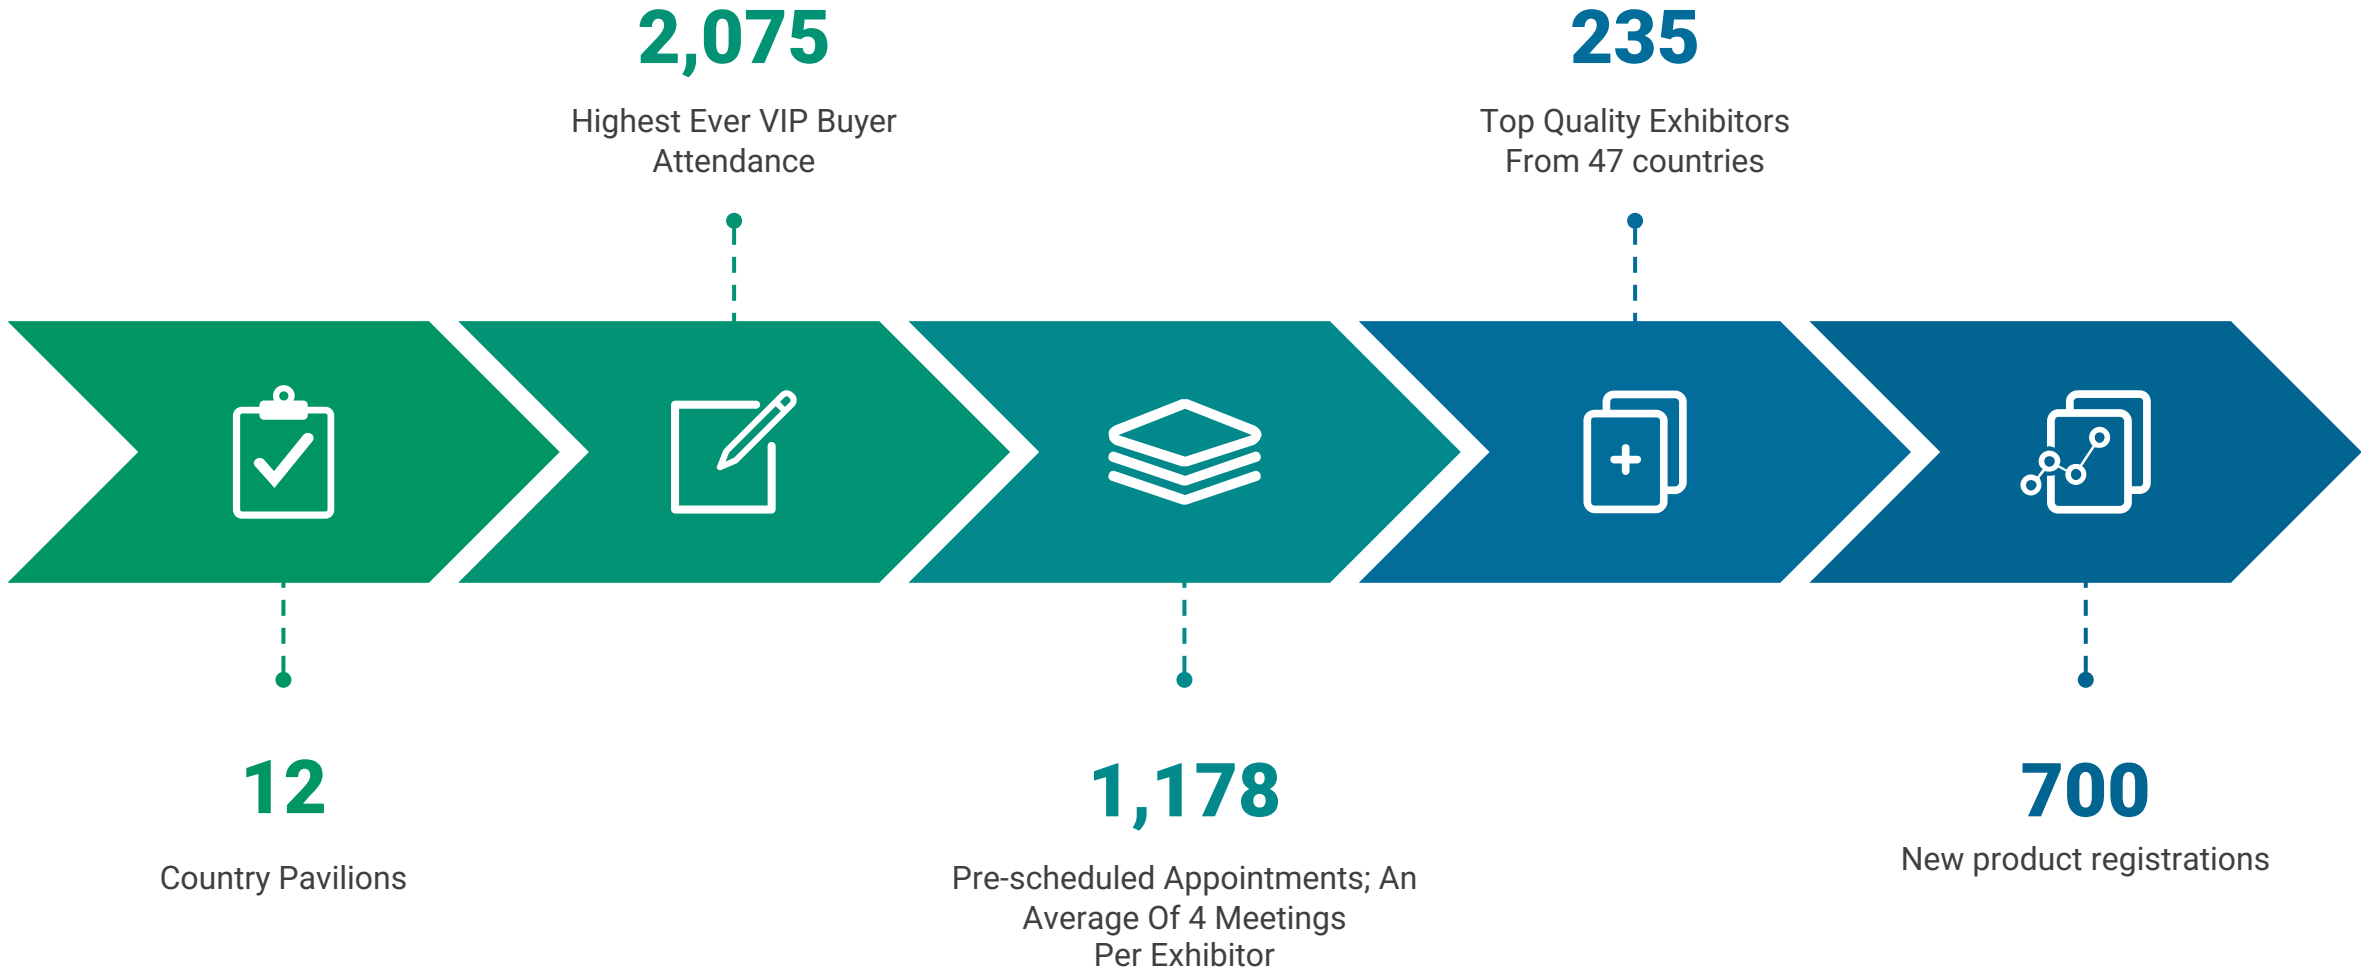 2,075
Highest Ever VIP Buyer
Attendance
235
Top Quality Exhibitors
From 47 countries
12
Country Pavilions
1,178
Pre-scheduled Appointments; An
Average Of 4 Meetings
Per Exhibitor
700
New product registrations